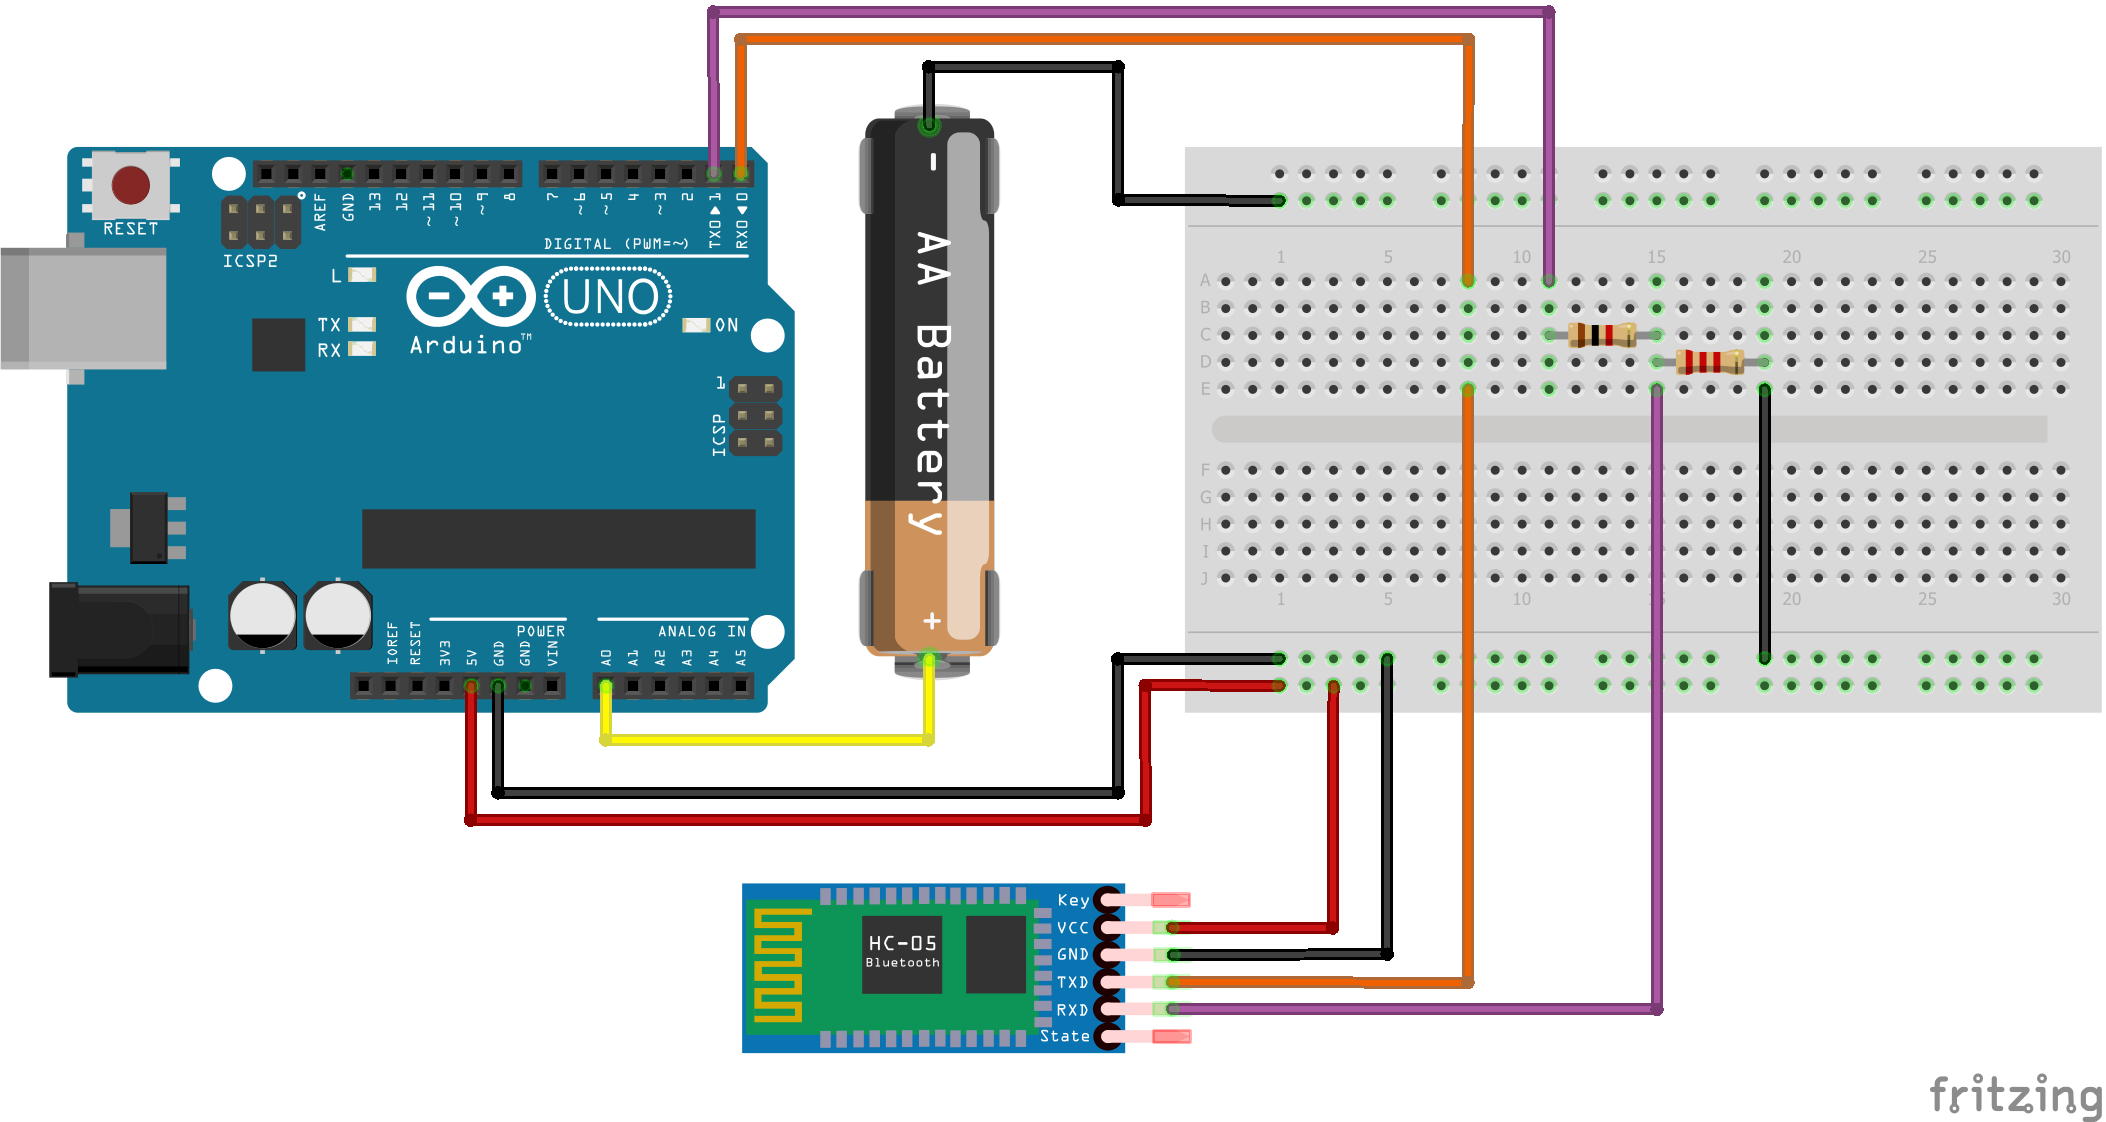 RESET
ICSP2
AREF
GND
13
12
~11
~10
~9
8
7
~6
~5
4
~3
2
TX0▶1
RX0◀0
DIGITAL (PWM=~)
L
TX
RX
Arduino™
UNO
ON
1
ICSP
IOREF
RESET
3V3
5V
GND
GND
VIN
POWER
A0
A1
A2
A3
A4
A5
ANALOG IN
- AA Battery +
1 5 10 15 20 25 30
A
B
C
D
E
F
G
H
I
J
1 5 10 15 20 25 30
HC-05
Bluetooth
Key
VCC
GND
TXD
RXD
State
fritzing